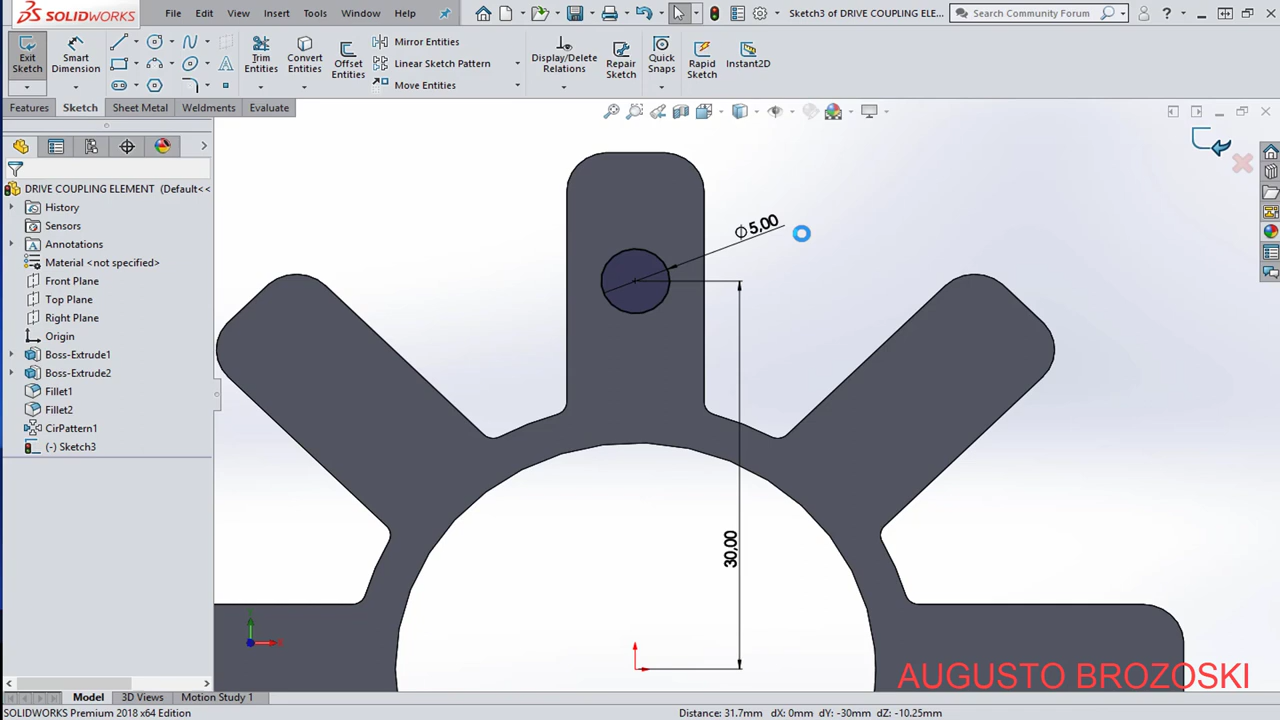 SOLIDWORKS
File Edit View Insert Tools Window Help
Sketch3 of DRIVE COUPLING ELE...
Search Community Forum
Exit Sketch
Smart Dimension
Trim Entities
Convert Entities
Offset Entities
Mirror Entities
Linear Sketch Pattern
Move Entities
Display/Delete Relations
Repair Sketch
Quick Snaps
Rapid Sketch
Instant2D
Features Sketch Sheet Metal Weldments Evaluate
DRIVE COUPLING ELEMENT (Default<<
History
Sensors
Annotations
Material <not specified>
Front Plane
Top Plane
Right Plane
Origin
Boss-Extrude1
Boss-Extrude2
Fillet1
Fillet2
CirPattern1
(-) Sketch3
∅5,00
30,00
AUGUSTO BROZOSKI
Model 3D Views Motion Study 1
SOLIDWORKS Premium 2018 x64 Edition
Distance: 31.7mm dX: 0mm dY: -30mm dZ: -10.25mm